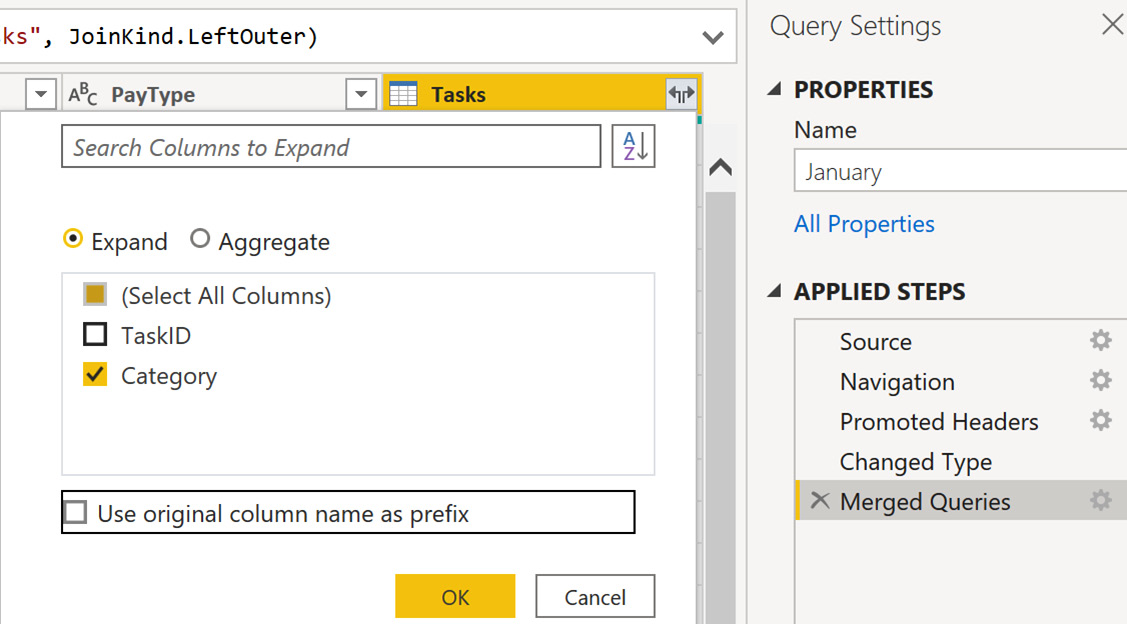 ks", JoinKind.LeftOuter)
ABC PayType
Tasks
Search Columns to Expand
AZ
Expand
Aggregate
(Select All Columns)
TaskID
Category
Use original column name as prefix
OK
Cancel
Query Settings
PROPERTIES
Name
January
All Properties
APPLIED STEPS
Source
Navigation
Promoted Headers
Changed Type
Merged Queries